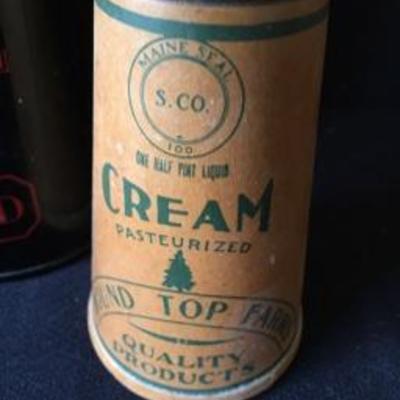 MAINE SEAL
S. CO.
100
ONE HALF PINT LIQUID
CREAM
PASTEURIZED
TOP
QUALITY
PRODUCTS
D